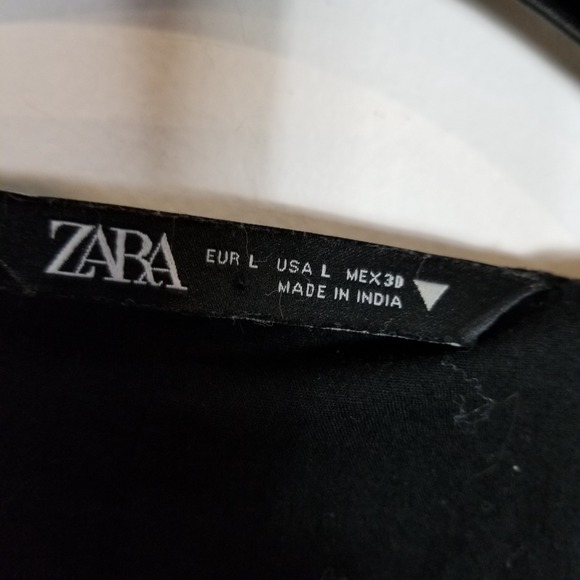 ZARA
EUR L USA L MEX 30
MADE IN INDIA